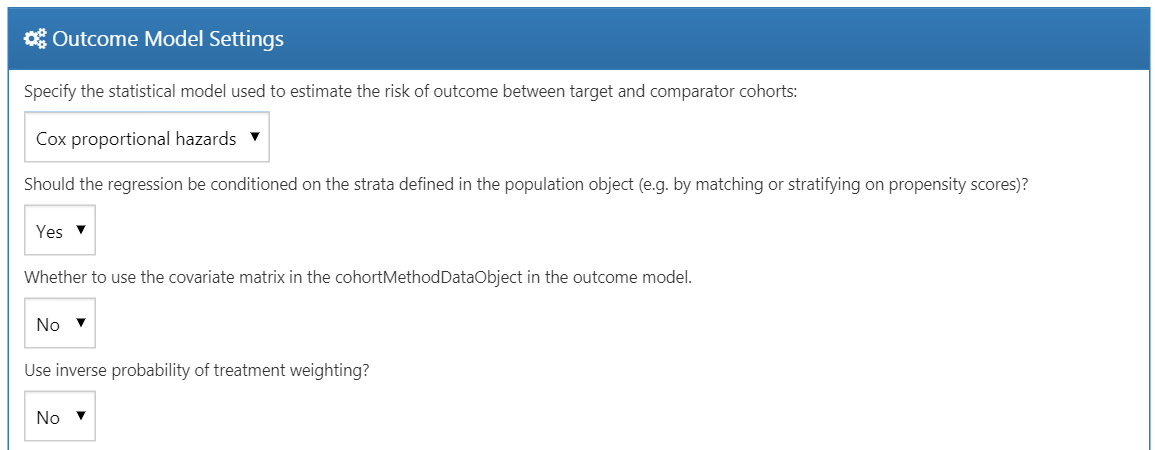 Outcome Model Settings
Specify the statistical model used to estimate the risk of outcome between target and comparator cohorts:
Cox proportional hazards
Should the regression be conditioned on the strata defined in the population object (e.g. by matching or stratifying on propensity scores)?
Yes
Whether to use the covariate matrix in the cohortMethodDataObject in the outcome model.
No
Use inverse probability of treatment weighting?
No